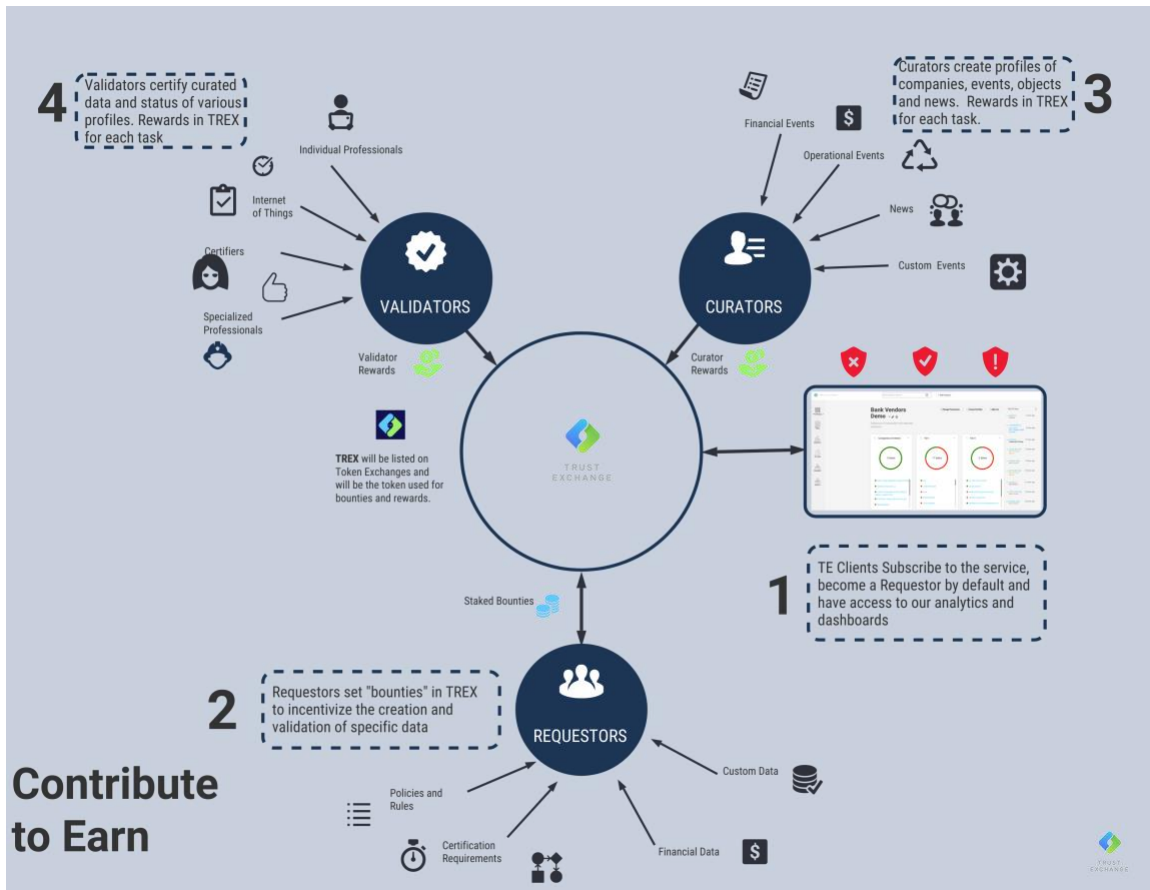 4
Validators certify curated
data and status of various
profiles. Rewards in TREX
for each task
Individual Professionals
Internet
of Things
Certifiers
Specialized
Professionals
VALIDATORS
Validator
Rewards
Curators create profiles of
companies, events, objects
and news.  Rewards in TREX
for each task.
3
Financial Events
$
Operational Events
News
Custom  Events
CURATORS
Curator
Rewards
TREX will be listed on
Token Exchanges and
will be the token used for
bounties and rewards.
TRUST
EXCHANGE
Bank Vendors
Demo
1
TE Clients Subscribe to the service,
become a Requestor by default and
have access to our analytics and
dashboards
Staked Bounties
2
Requestors set "bounties" in TREX
to incentivize the creation and
validation of specific data
REQUESTORS
Policies and
Rules
Certification
Requirements
Financial Data
$
Custom Data
Contribute
to Earn
TRUST
EXCHANGE